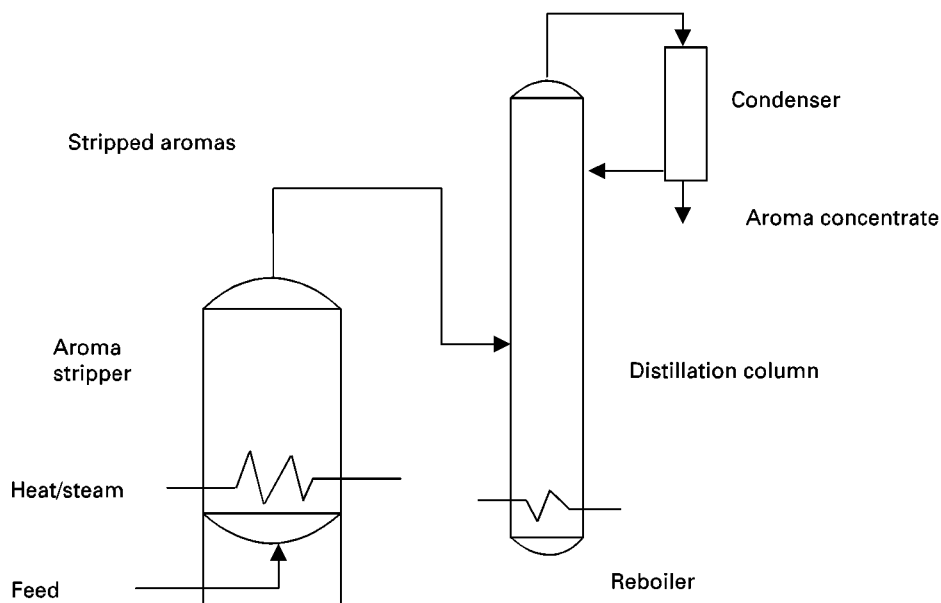 Condenser
Stripped aromas
Aroma concentrate
Aroma
stripper
Distillation column
Heat/steam
Reboiler
Feed